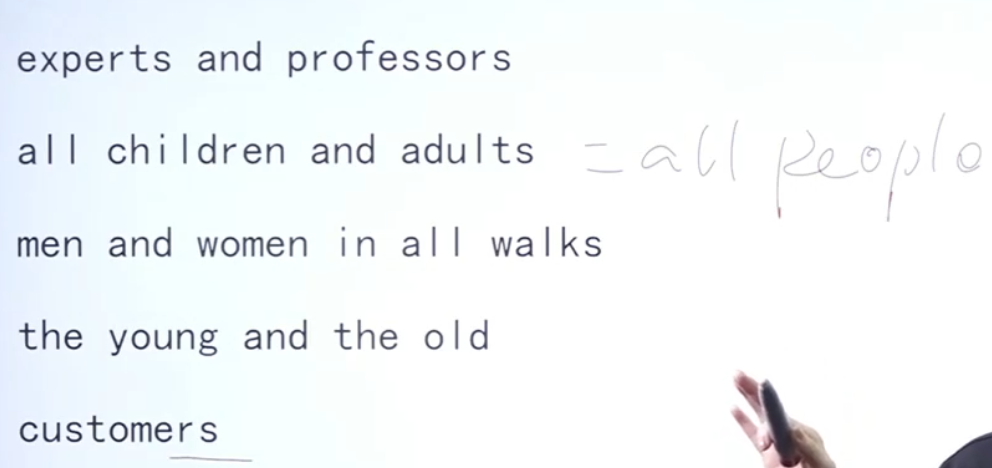 experts and professors
all children and adults = all people
men and women in all walks
the young and the old
customers